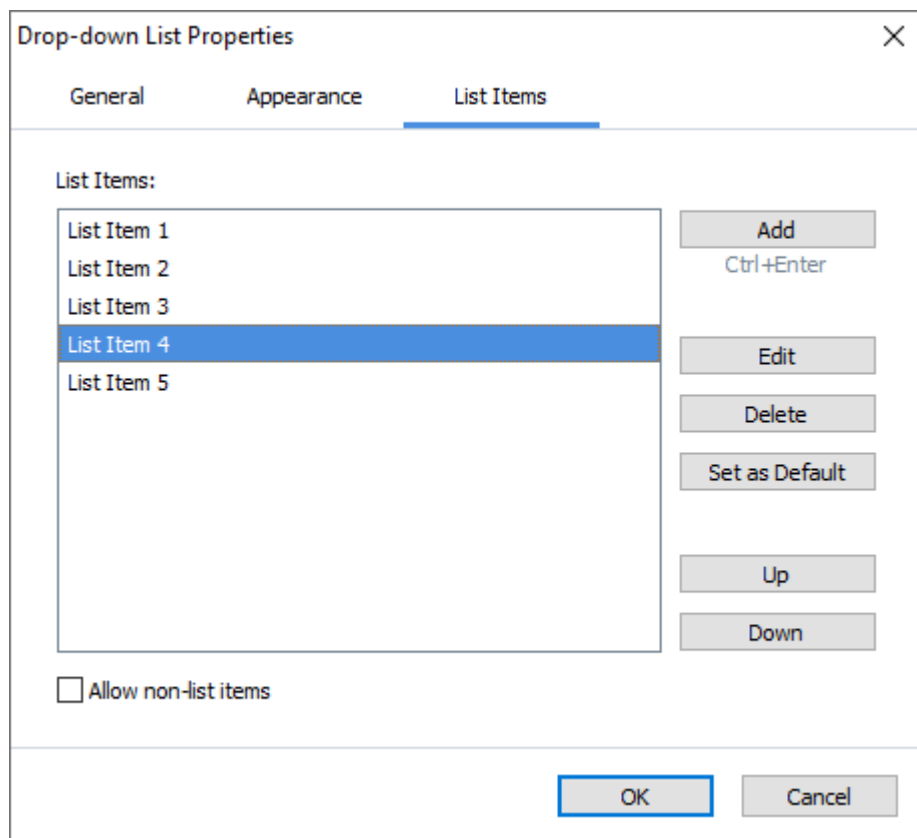 Drop-down List Properties
General Appearance List Items
List Items:
List Item 1
List Item 2
List Item 3
List Item 4
List Item 5
Add
Ctrl+Enter
Edit
Delete
Set as Default
Up
Down
Allow non-list items
OK Cancel